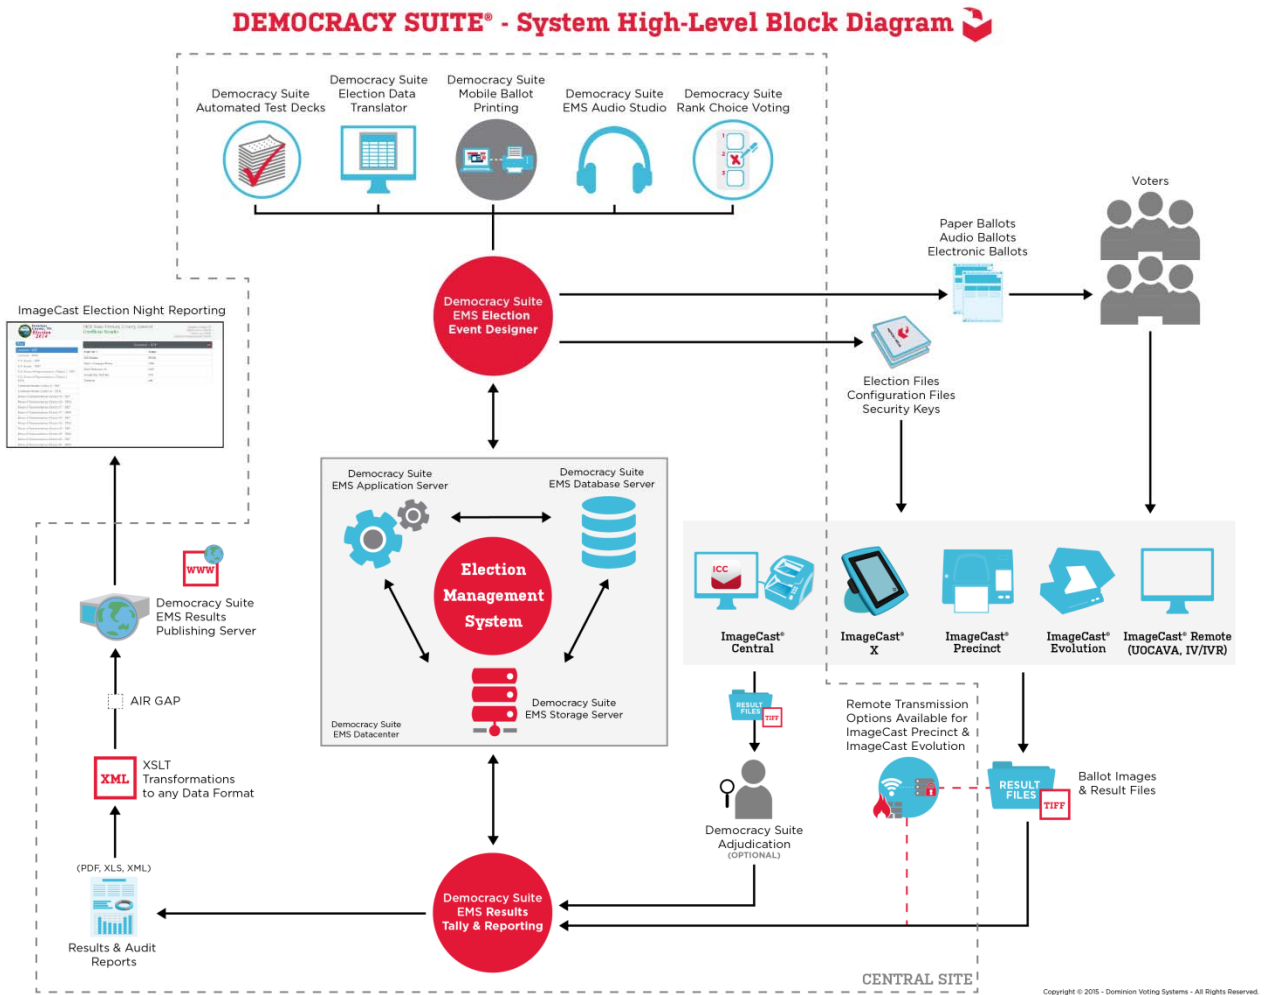 DEMOCRACY SUITE® - System High-Level Block Diagram
Democracy Suite
Automated Test Decks
Democracy Suite
Election Data
Translator
Democracy Suite
Mobile Ballot
Printing
Democracy Suite
EMS Audio Studio
Democracy Suite
Rank Choice Voting
1
2
3
Voters
Paper Ballots
Audio Ballots
Electronic Ballots
Democracy Suite
EMS Election
Event Designer
ImageCast Election Night Reporting
Election Files
Configuration Files
Security Keys
Democracy Suite
EMS Application Server
Democracy Suite
EMS Database Server
Election
Management
System
Democracy Suite
EMS Storage Server
Democracy Suite
EMS Datacenter
ICC
ImageCast®
Central
ImageCast®
X
ImageCast®
Precinct
ImageCast®
Evolution
ImageCast® Remote
(UOCAVA, IV/IVR)
WWW
Democracy Suite
EMS Results
Publishing Server
AIR GAP
XML
XSLT
Transformations
to any Data Format
RESULT
FILES
TIFF
Remote Transmission
Options Available for
ImageCast Precinct &
ImageCast Evolution
RESULT
FILES
TIFF
Ballot Images
& Result Files
Democracy Suite
Adjudication
(OPTIONAL)
(PDF, XLS, XML)
Results & Audit
Reports
Democracy Suite
EMS Results
Tally & Reporting
CENTRAL SITE
Copyright © 2015 - Dominion Voting Systems - All Rights Reserved.